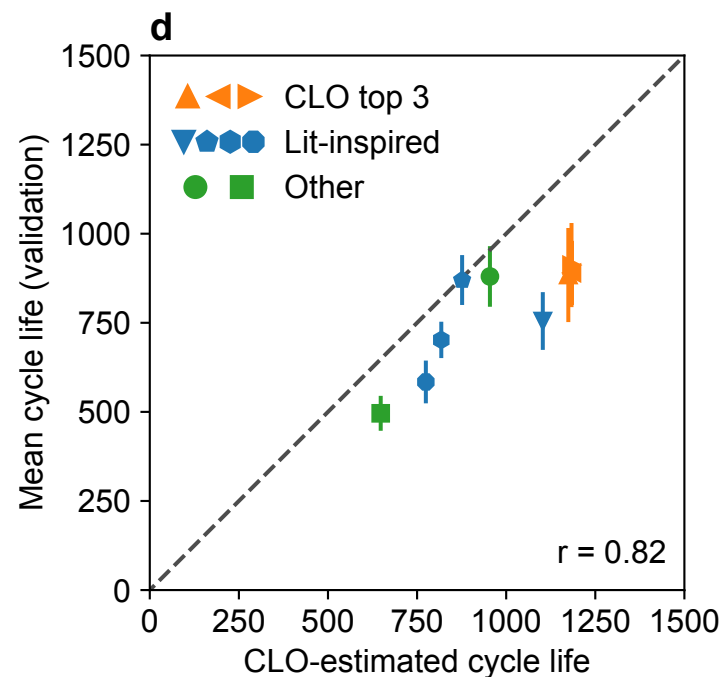 d
1500
1250
1000
750
500
250
0
Mean cycle life (validation)
CLO top 3
Lit-inspired
Other
r = 0.82
0 250 500 750 1000 1250 1500
CLO-estimated cycle life